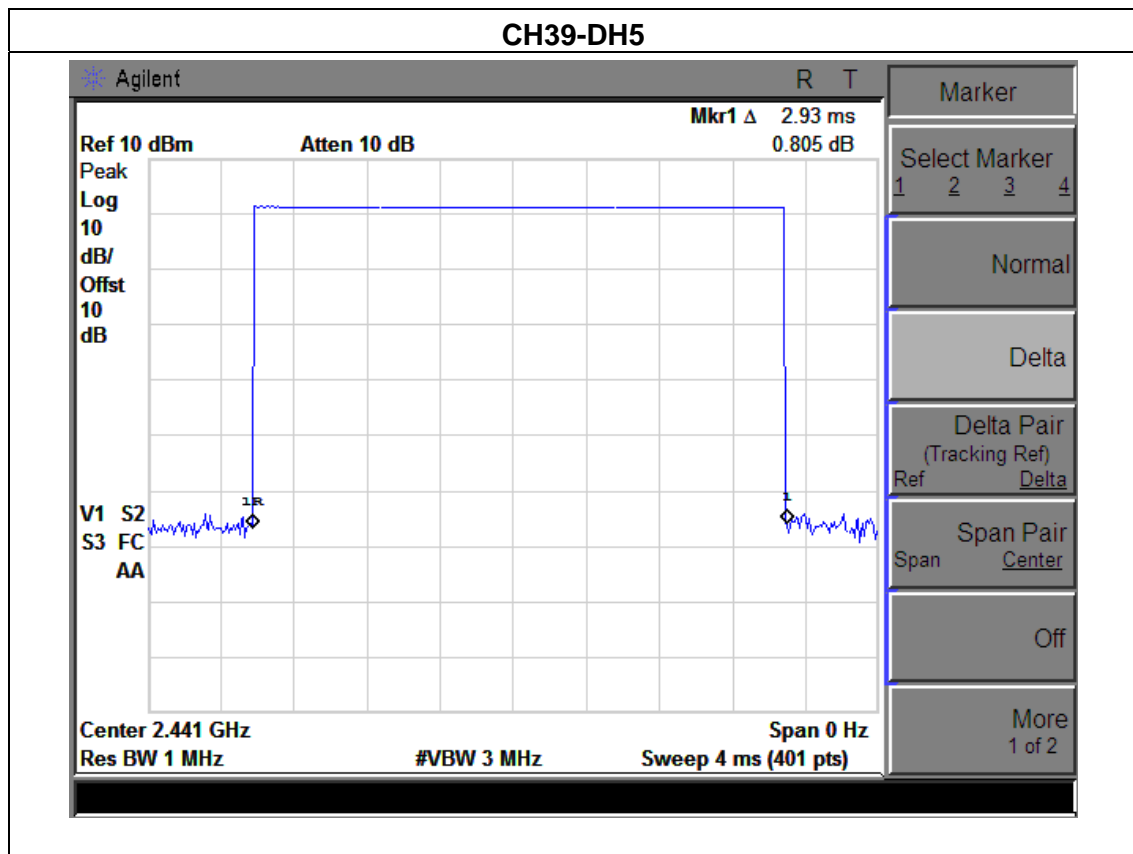 CH39-DH5
Agilent R T
Mkr1 Δ 2.93 ms
Ref 10 dBm Atten 10 dB 0.805 dB
Peak
Log
10
dB/
Offst
10
dB
1R
1
V1 S2
S3 FC
AA
Center 2.441 GHz Span 0 Hz
Res BW 1 MHz #VBW 3 MHz Sweep 4 ms (401 pts)
Marker
Select Marker
1 2 3 4
Normal
Delta
Delta Pair
(Tracking Ref)
Ref Delta
Span Pair
Span Center
Off
More
1 of 2